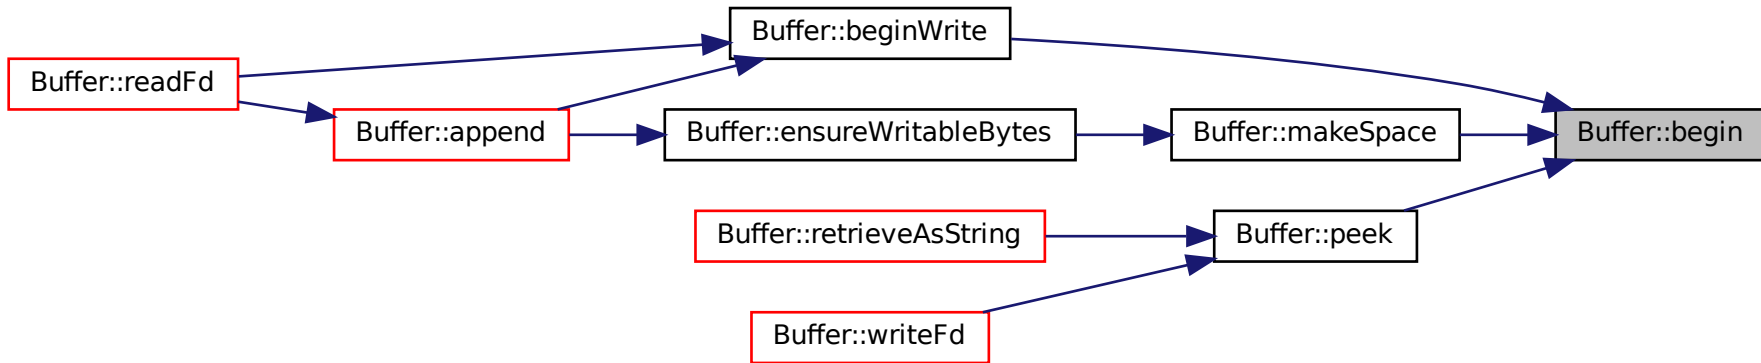 Buffer::beginWrite
Buffer::readFd
Buffer::append
Buffer::ensureWritableBytes
Buffer::makeSpace
Buffer::begin
Buffer::retrieveAsString
Buffer::peek
Buffer::writeFd